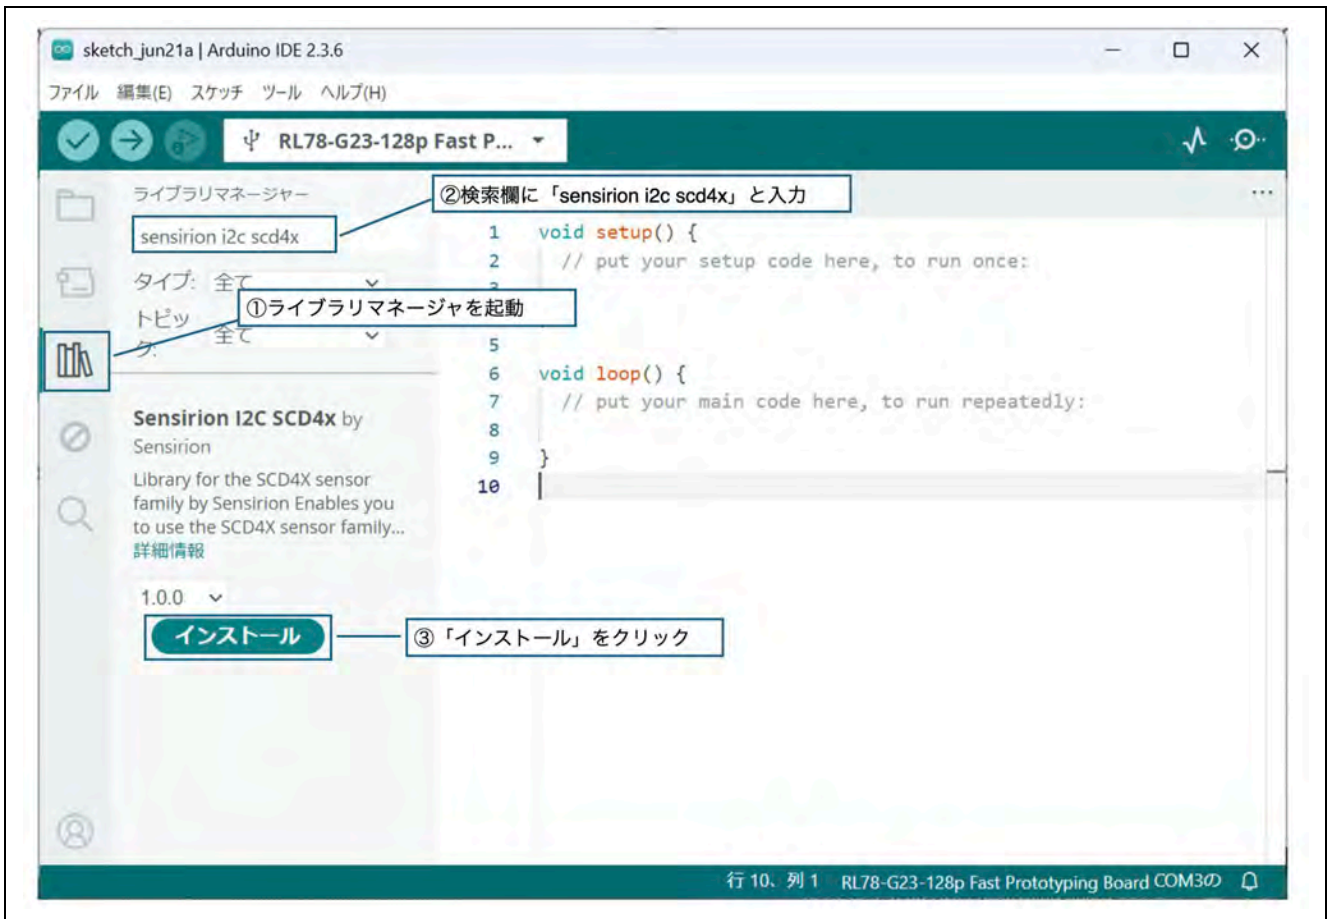 sketch_jun21a | Arduino IDE 2.3.6
ファイル 編集(E) スケッチ ツール ヘルプ(H)
RL78-G23-128p Fast P...
ライブラリマネージャー
②検索欄に「sensirion i2c scd4x」と入力
sensirion i2c scd4x
タイプ: 全て
①ライブラリマネージャを起動
トピック: 全て
Sensirion I2C SCD4x by
Sensirion
Library for the SCD4X sensor
family by Sensirion Enables you
to use the SCD4X sensor family...
詳細情報
1.0.0
インストール
③「インストール」をクリック
1 void setup() {
2 // put your setup code here, to run once:
5
6 void loop() {
7 // put your main code here, to run repeatedly:
8
9 }
10
行 10、列 1 RL78-G23-128p Fast Prototyping Board COM3の